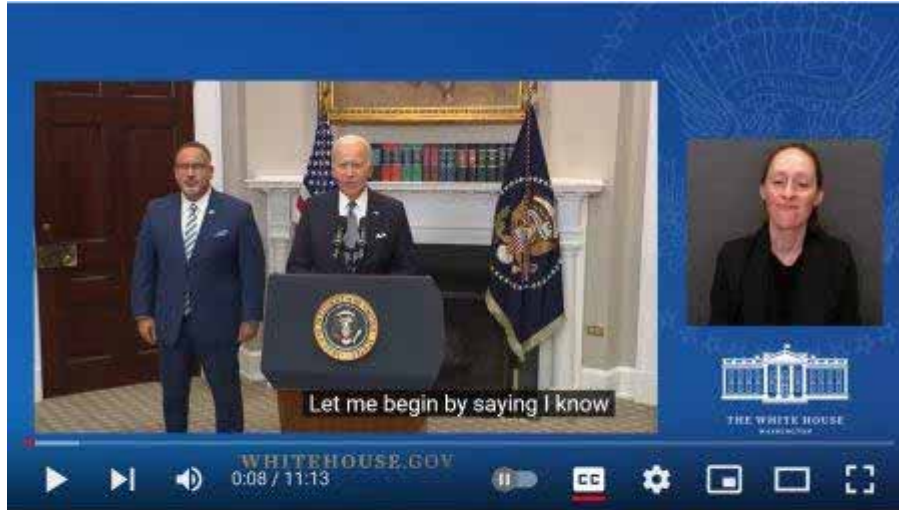 Let me begin by saying I know
THE WHITE HOUSE
WASHINGTON
WHITEHOUSE.GOV
0:08 / 11:13
CC